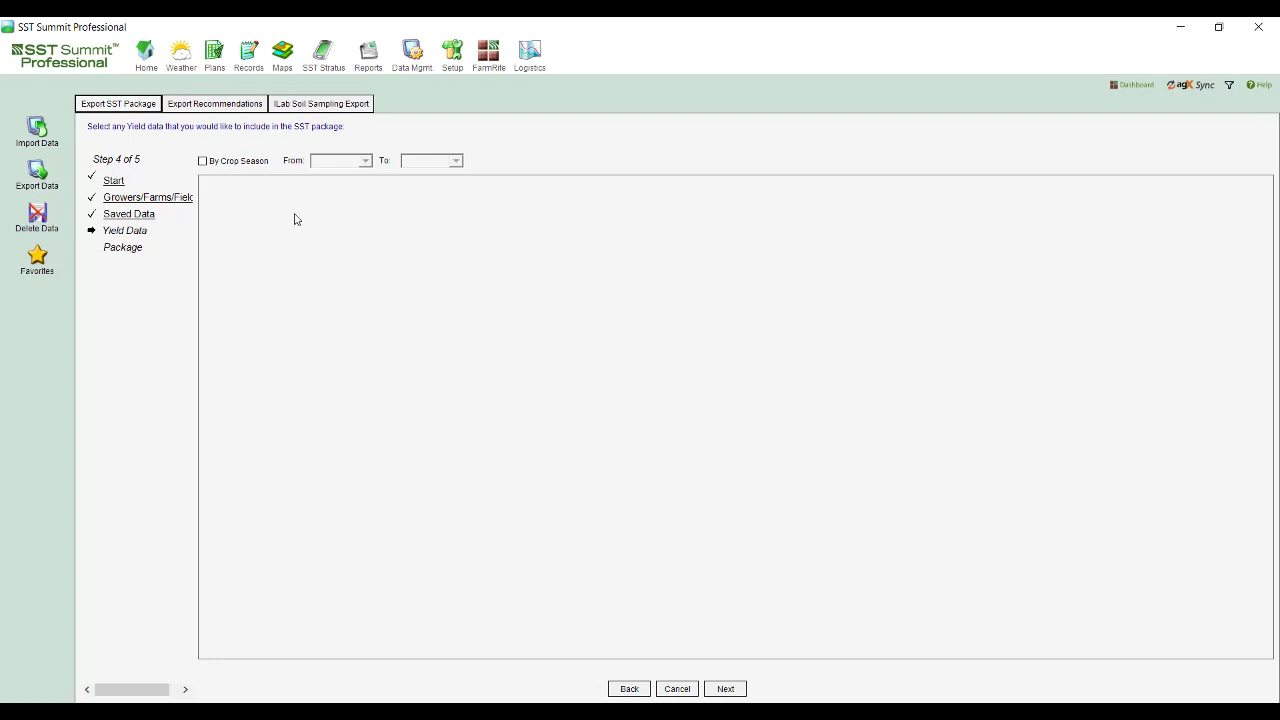 SST Summit Professional
SST Summit™
Professional
Home
Weather
Plans
Records
Maps
SST Status
Reports
Data Mgmt.
Setup
FarmRite
Logistics
Dashboard
agX Sync
Help
Import Data
Export Data
Delete Data
Favorites
Export SST Package
Export Recommendations
ILab Soil Sampling Export
Select any Yield data that you would like to include in the SST package:
Step 4 of 5
By Crop Season From: To:
Start
Growers/Farms/Field
Saved Data
Yield Data
Package
Back
Cancel
Next